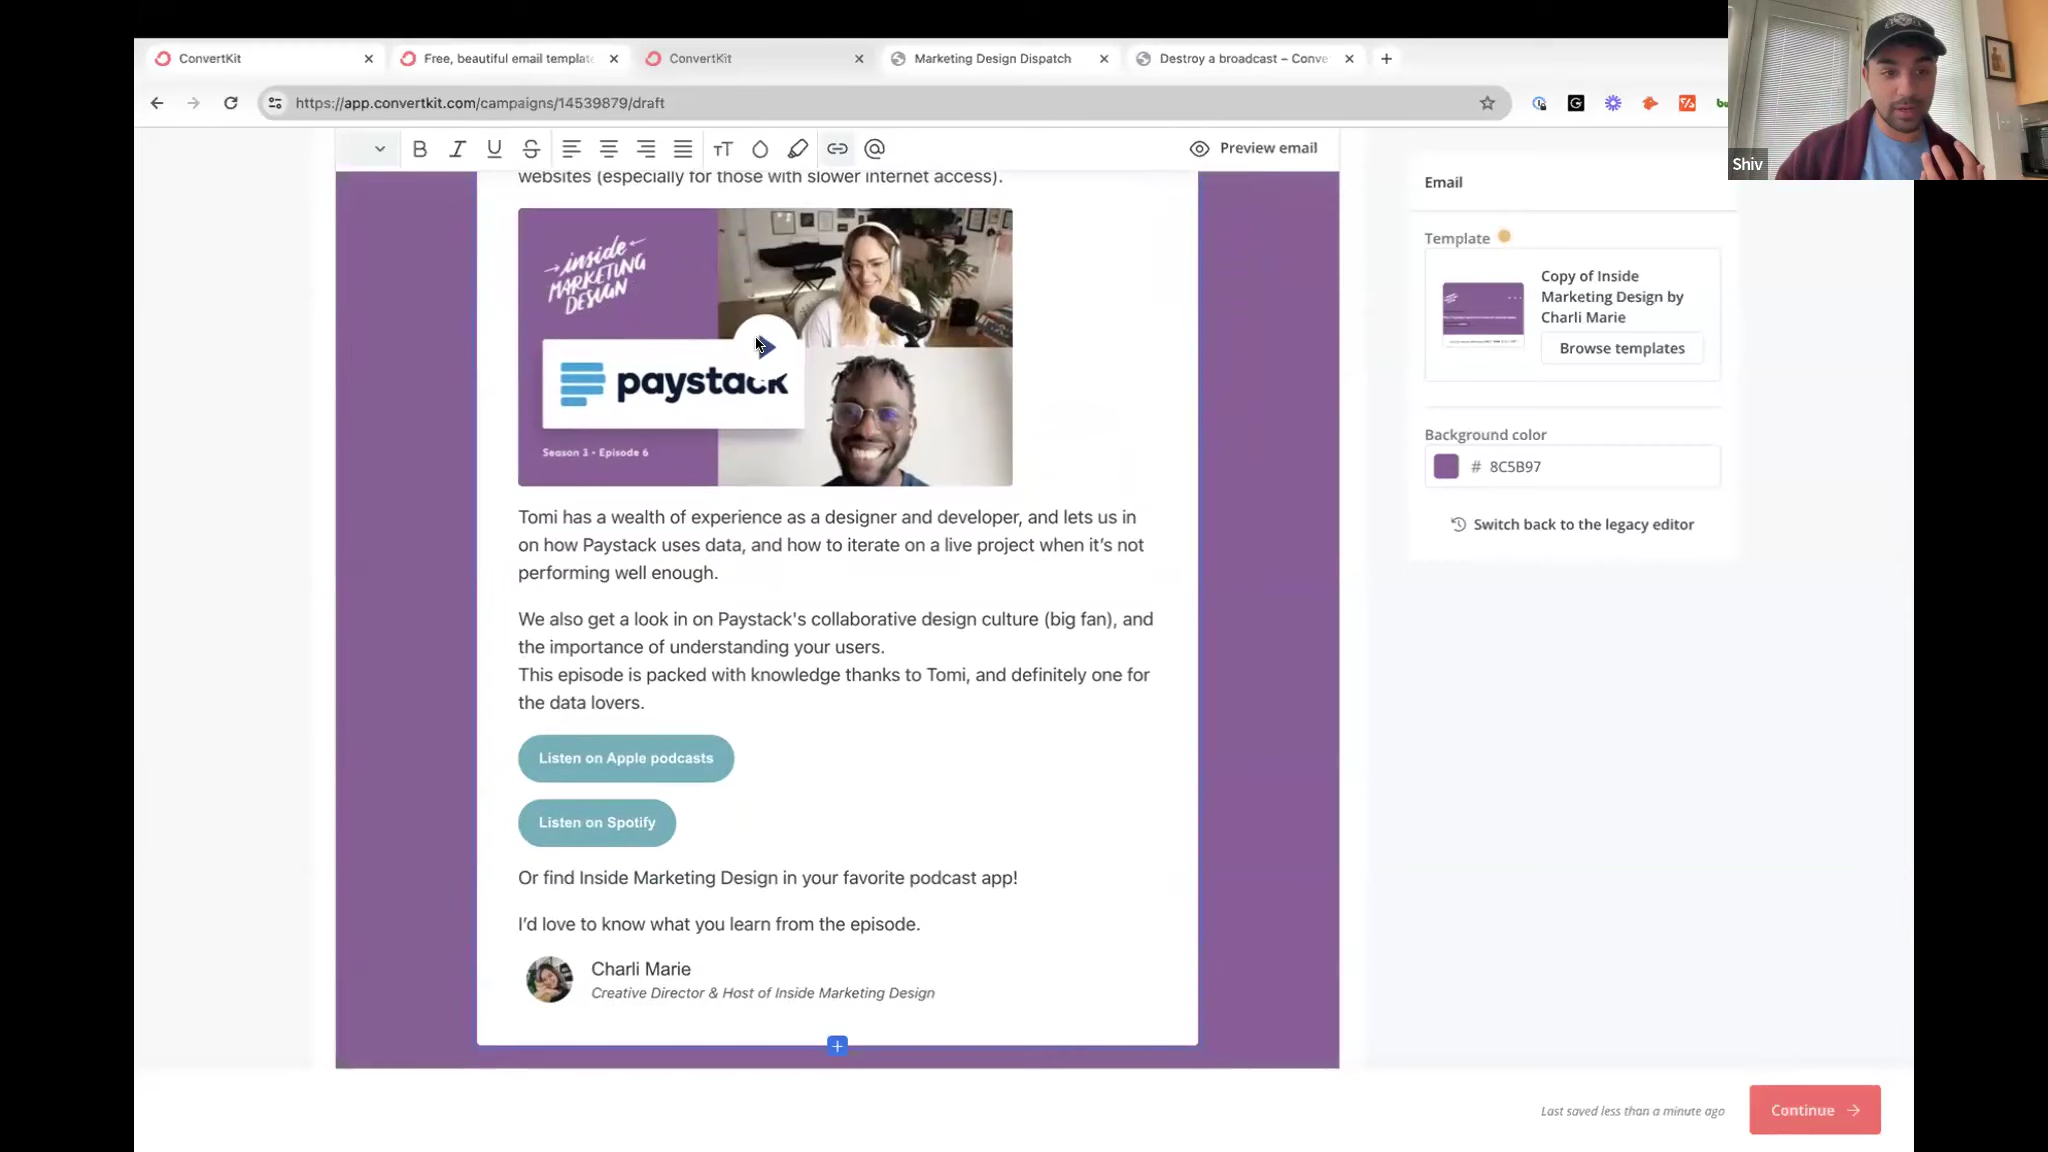 ConvertKit
Free, beautiful email template
ConvertKit
Marketing Design Dispatch
Destroy a broadcast – Conve
https://app.convertkit.com/campaigns/14539879/draft
Preview email
websites (especially for those with slower internet access).
inside
MARKETING
DESIGN
paystack
Season 3 - Episode 6
Tomi has a wealth of experience as a designer and developer, and lets us in
on how Paystack uses data, and how to iterate on a live project when it’s not
performing well enough.
We also get a look in on Paystack's collaborative design culture (big fan), and
the importance of understanding your users.
This episode is packed with knowledge thanks to Tomi, and definitely one for
the data lovers.
Listen on Apple podcasts
Listen on Spotify
Or find Inside Marketing Design in your favorite podcast app!
I’d love to know what you learn from the episode.
Charli Marie
Creative Director & Host of Inside Marketing Design
Email
Template
Copy of Inside
Marketing Design by
Charli Marie
Browse templates
Background color
# 8C5B97
Switch back to the legacy editor
Last saved less than a minute ago
Continue
Shiv